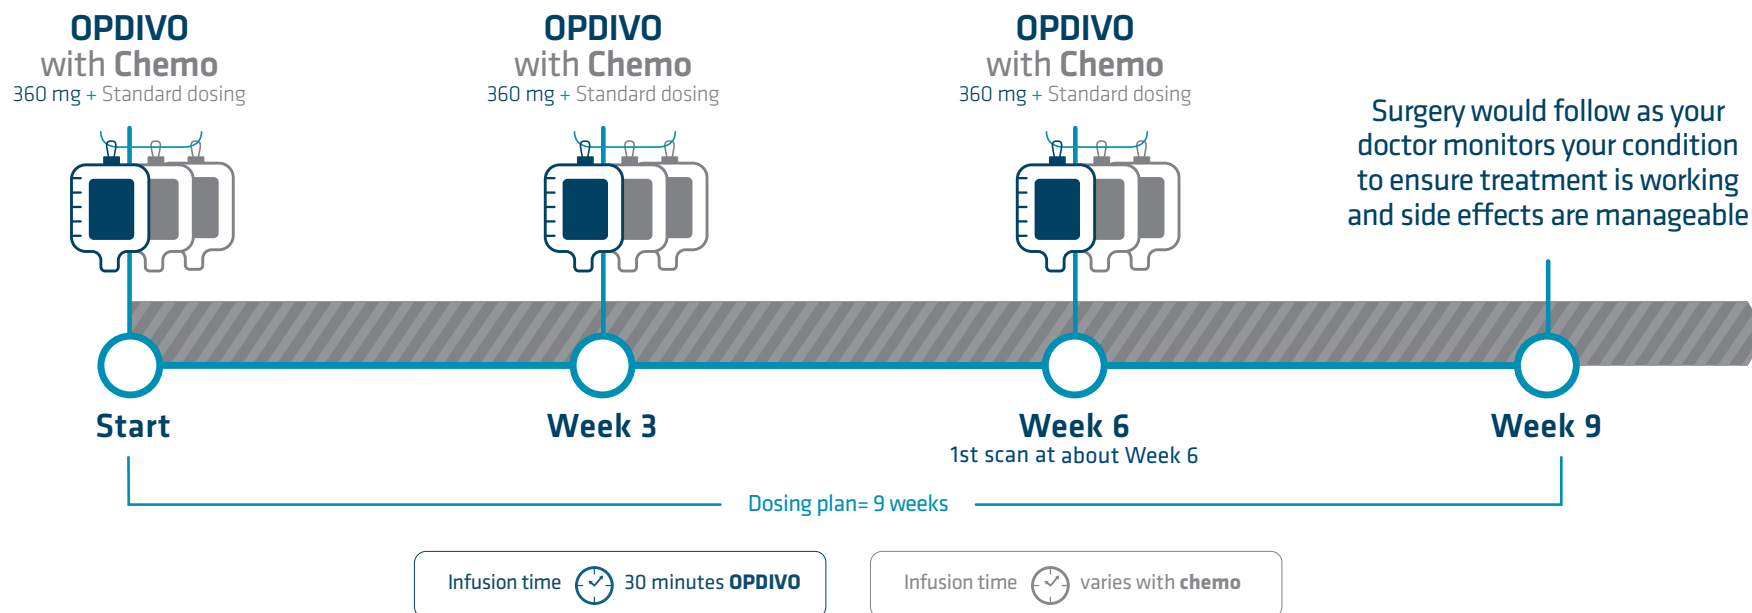 OPDIVO
with Chemo
360 mg + Standard dosing
OPDIVO
with Chemo
360 mg + Standard dosing
OPDIVO
with Chemo
360 mg + Standard dosing
Surgery would follow as your
doctor monitors your condition
to ensure treatment is working
and side effects are manageable
Start
Week 3
Week 6
1st scan at about Week 6
Week 9
Dosing plan= 9 weeks
Infusion time 30 minutes OPDIVO
Infusion time varies with chemo